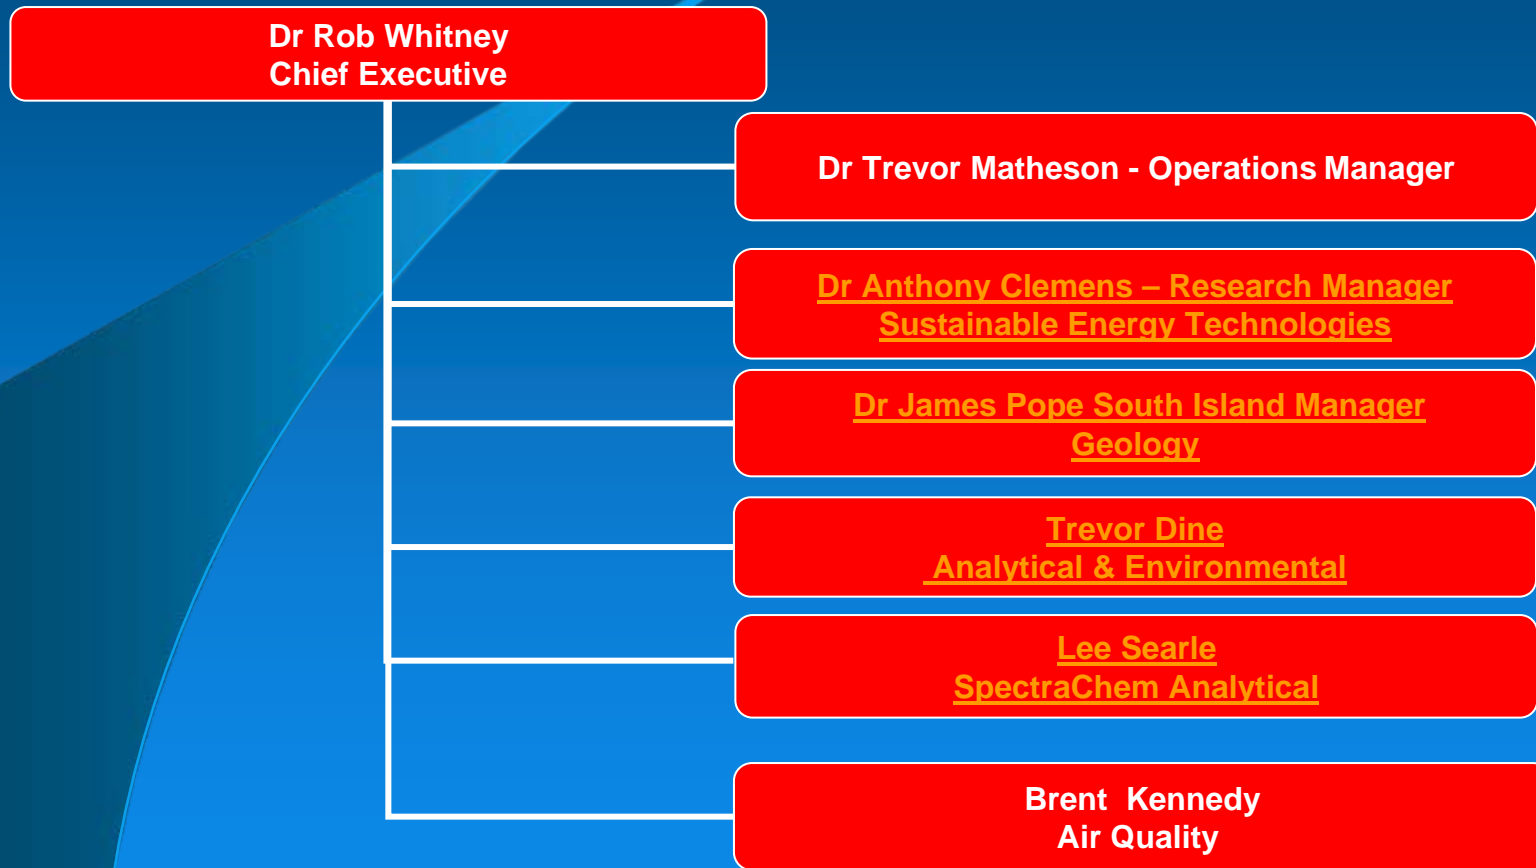 Dr Rob Whitney
Chief Executive
Dr Trevor Matheson - Operations Manager
Dr Anthony Clemens – Research Manager
Sustainable Energy Technologies
Dr James Pope South Island Manager
Geology
Trevor Dine
Analytical & Environmental
Lee Searle
SpectraChem Analytical
Brent Kennedy
Air Quality